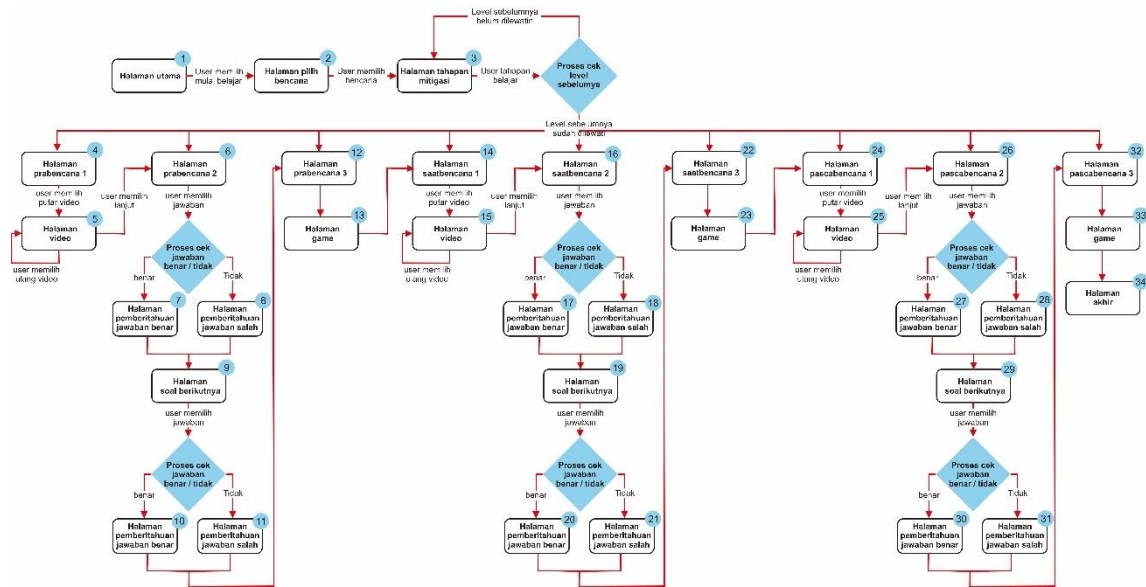 Level sebelumnya
belum dilewatin
1
Halaman utama
User memilih
mulai belajar
2
Halaman pilih
bencana
User memilih
bencana
3
Halaman tahapan
mitigasi
User tahapan
belajar
Proses cek
level
sebelumya
Level sebelumnya
sudah dilewati
4
Halaman
prabencana 1
user memilih
putar video
5
Halaman
video
user memilih
ulang video
user memilih
lanjut
6
Halaman
prabencana 2
user memilih
jawaban
Proses cek
jawaban
benar / tidak
benar
Tidak
7
Halaman
pemberitahuan
jawaban benar
8
Halaman
pemberitahuan
jawaban salah
9
Halaman
soal berikutnya
user memilih
jawaban
Proses cek
jawaban
benar / tidak
benar
Tidak
10
Halaman
pemberitahuan
jawaban benar
11
Halaman
pemberitahuan
jawaban salah
12
Halaman
prabencana 3
13
Halaman
game
14
Halaman
saatbencana 1
user memilih
putar video
15
Halaman
video
user memilih
ulang video
user memilih
lanjut
16
Halaman
saatbencana 2
user memilih
jawaban
Proses cek
jawaban
benar / tidak
benar
Tidak
17
Halaman
pemberitahuan
jawaban benar
18
Halaman
pemberitahuan
jawaban salah
19
Halaman
soal berikutnya
user memilih
jawaban
Proses cek
jawaban
benar / tidak
benar
Tidak
20
Halaman
pemberitahuan
jawaban benar
21
Halaman
pemberitahuan
jawaban salah
22
Halaman
saatbencana 3
23
Halaman
game
24
Halaman
pascabencana 1
user memilih
putar video
25
Halaman
video
user memilih
ulang video
user memilih
lanjut
26
Halaman
pascabencana 2
user memilih
jawaban
Proses cek
jawaban
benar / tidak
benar
Tidak
27
Halaman
pemberitahuan
jawaban benar
28
Halaman
pemberitahuan
jawaban salah
29
Halaman
soal berikutnya
user memilih
jawaban
Proses cek
jawaban
benar / tidak
benar
Tidak
30
Halaman
pemberitahuan
jawaban benar
31
Halaman
pemberitahuan
jawaban salah
32
Halaman
pascabencana 3
33
Halaman
game
34
Halaman
akhir